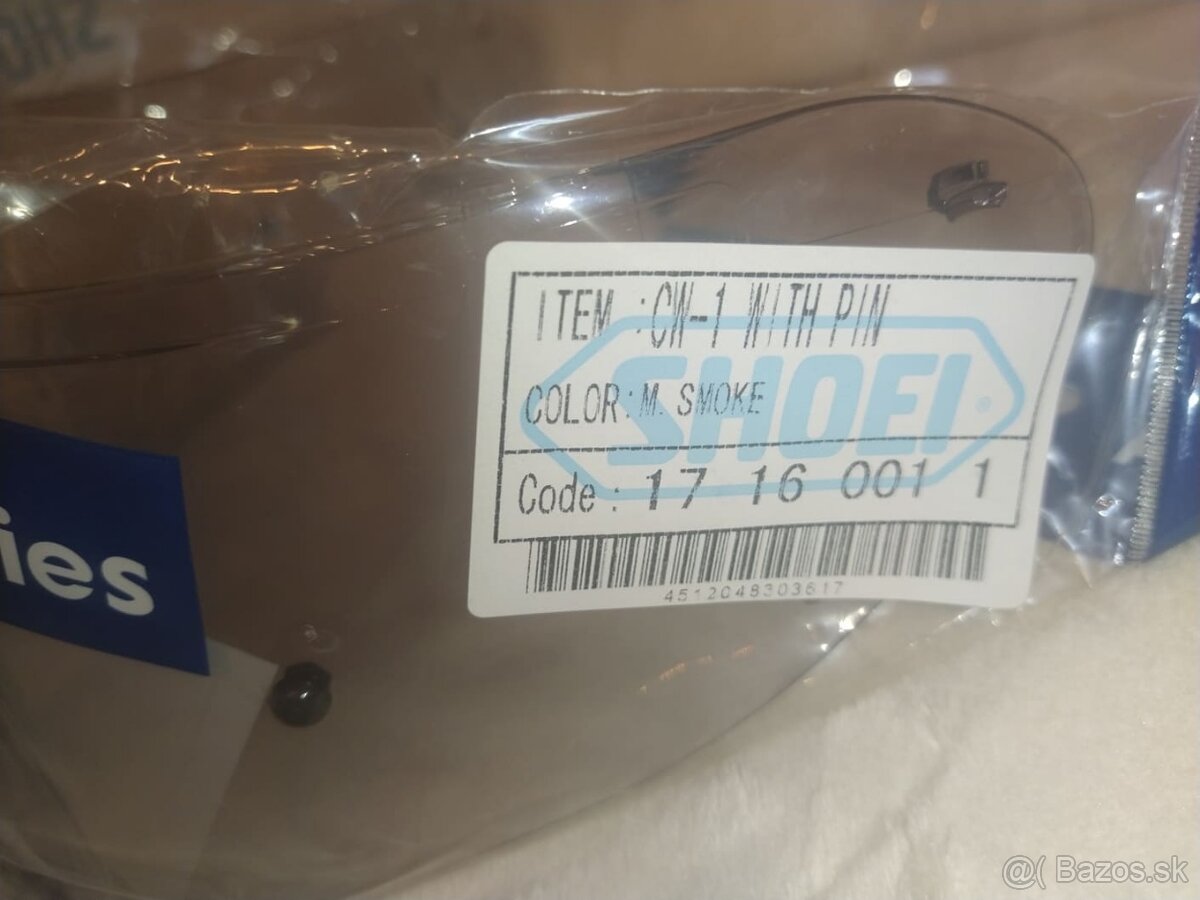 ITEM :CW-1 WITH PIN
SHOEI
COLOR:M. SMOKE
Code : 17 16 001 1
4512048303617
ies
@( Bazos.sk